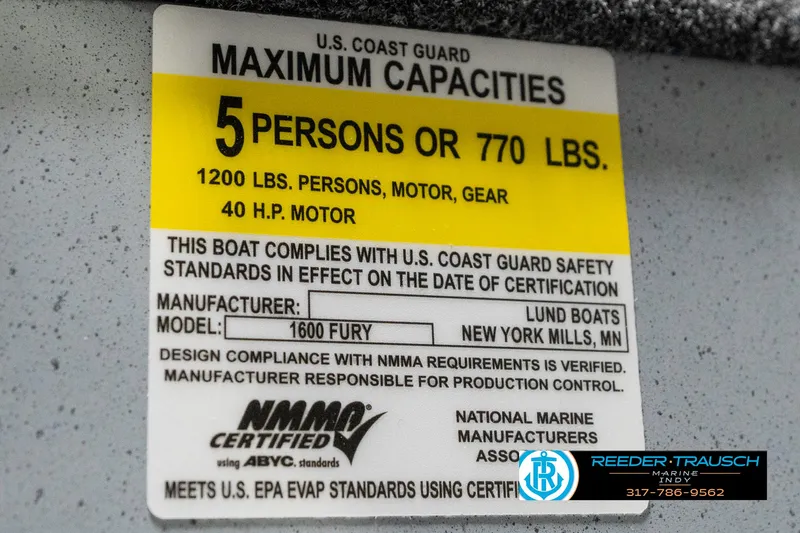 U.S. COAST GUARD
MAXIMUM CAPACITIES
5 PERSONS OR 770 LBS.
1200 LBS. PERSONS, MOTOR, GEAR
40 H.P. MOTOR
THIS BOAT COMPLIES WITH U.S. COAST GUARD SAFETY
STANDARDS IN EFFECT ON THE DATE OF CERTIFICATION
MANUFACTURER: LUND BOATS
MODEL: 1600 FURY NEW YORK MILLS, MN
DESIGN COMPLIANCE WITH NMMA REQUIREMENTS IS VERIFIED.
MANUFACTURER RESPONSIBLE FOR PRODUCTION CONTROL.
NMMA®
CERTIFIED
using ABYC. standards
NATIONAL MARINE
MANUFACTURERS
MEETS U.S. EPA EVAP STANDARDS USING
REEDER·TRAUSCH
MARINE
INDY
317-786-9562